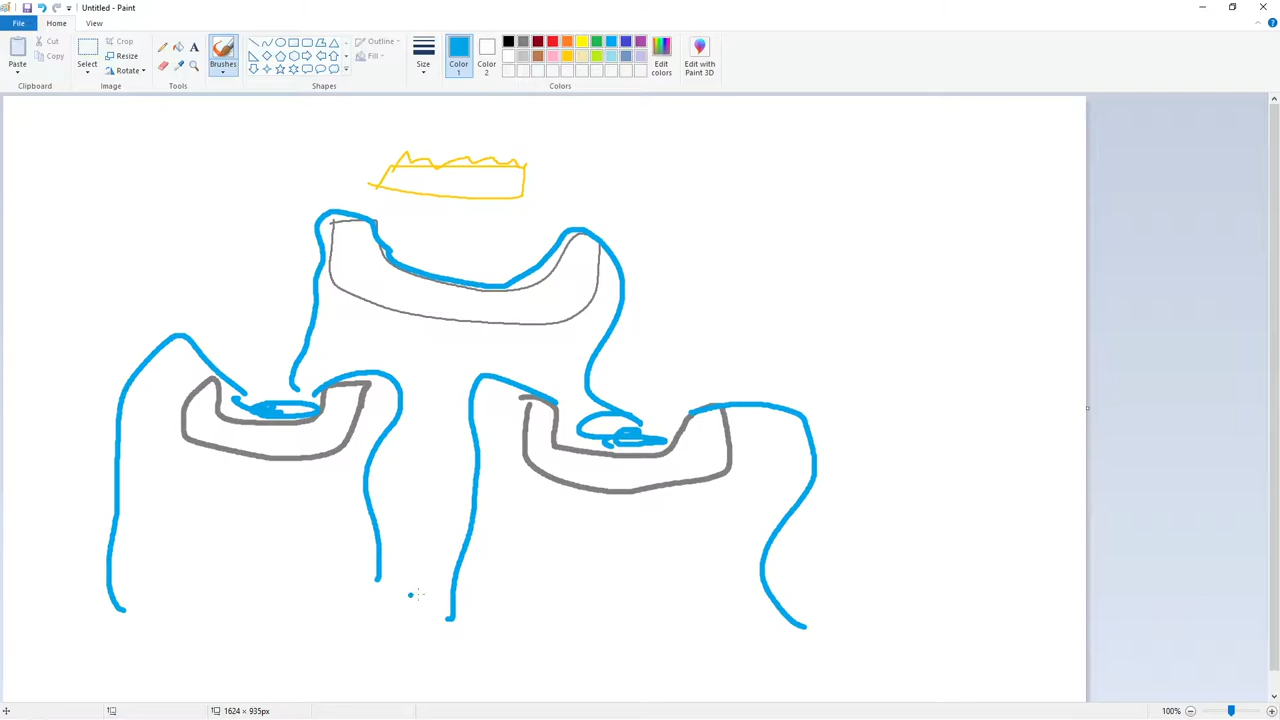 Untitled - Paint
File Home View
Paste
Cut
Copy
Clipboard
Select
Crop
Resize
Rotate
Image
Tools
Brushes
Outline
Fill
Shapes
Size
Color 1
Color 2
Edit colors
Colors
Edit with Paint 3D
1624 × 935px
100%